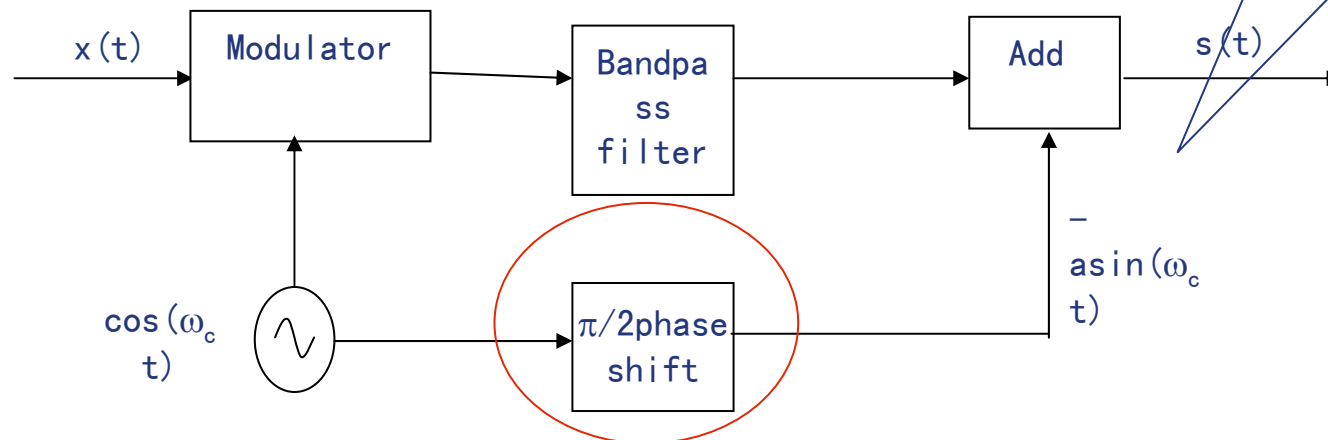 x(t)
Modulator
Bandpa
ss
filter
Add
s(t)
cos(ωc
t)
π/2phase
shift
-
asin(ωc
t)